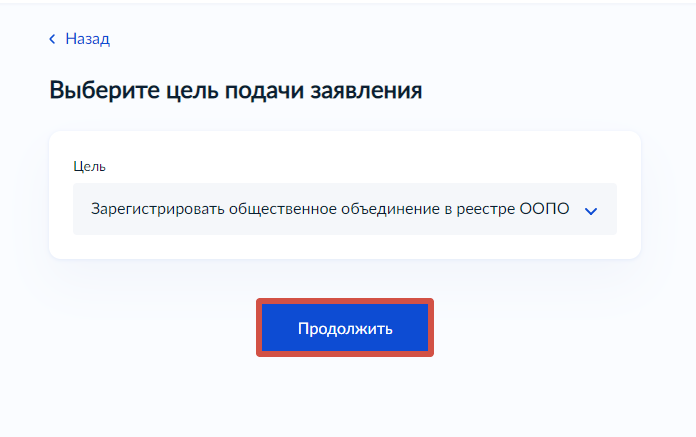 Назад
Выберите цель подачи заявления
Цель
Зарегистрировать общественное объединение в реестре ООПО
Продолжить